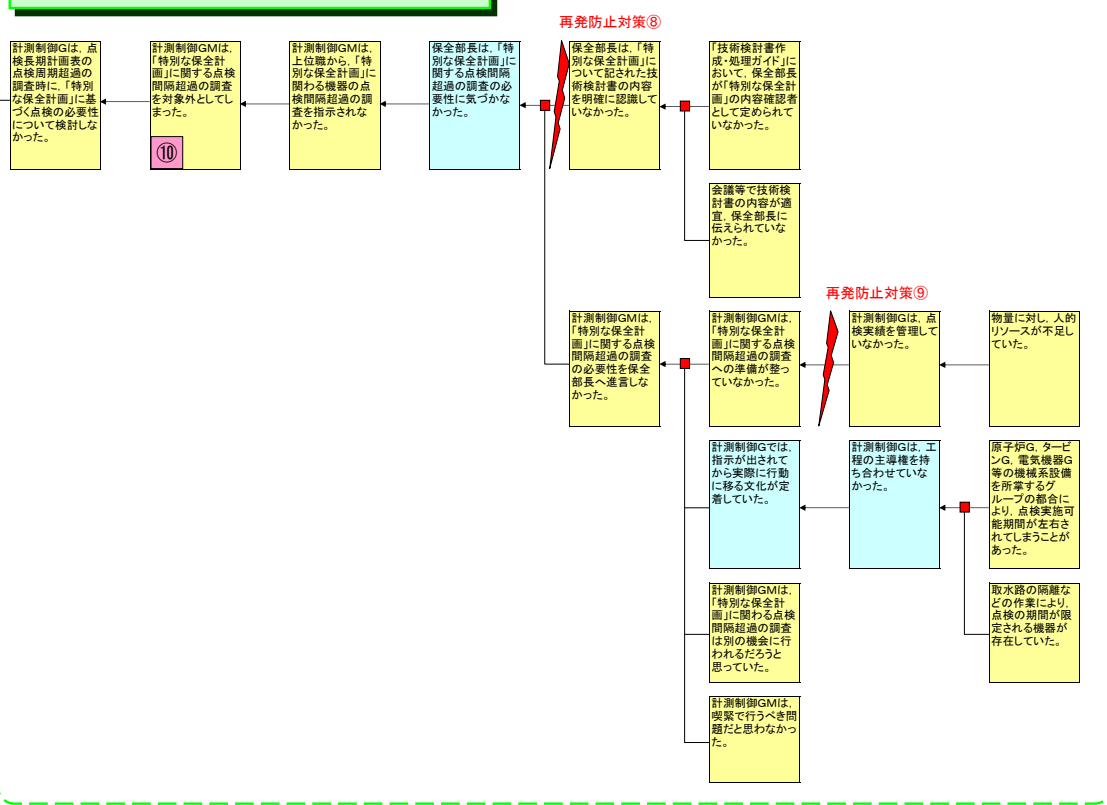 再発防止対策⑧
計測制御Gは，点
検長期計画表の
点検周期超過の
調査時に，「特別
な保全計画」に基
づく点検の必要性
について検討しな
かった。
計測制御GMは，
「特別な保全計
画」に関する点検
間隔超過の調査
を対象外としてし
まった。
⑩
計測制御GMは，
上位職から，「特
別な保全計画」に
関わる機器の点
検間隔超過の調
査を指示されな
かった。
保全部長は，「特
別な保全計画」に
関する点検間隔
超過の調査の必
要性に気づかな
かった。
保全部長は，「特
別な保全計画」に
ついて記された技
術検討書の内容
を明確に認識して
いなかった。
「技術検討書作
成・処理ガイド」に
おいて，保全部長
が「特別な保全計
画」の内容確認者
として定められて
いなかった。
会議等で技術検
討書の内容が適
宜，保全部長に
伝えられていな
かった。
再発防止対策⑨
計測制御GMは，
「特別な保全計
画」に関する点検
間隔超過の調査
の必要性を保全
部長へ進言しな
かった。
計測制御GMは，
「特別な保全計
画」に関する点検
間隔超過の調査
への準備が整っ
ていなかった。
計測制御Gは，点
検実績を管理して
いなかった。
物量に対し，人的
リソースが不足し
ていた。
計測制御Gでは，
指示が出されて
から実際に行動
に移る文化が定
着していた。
計測制御Gは，工
程の主導権を持
ち合わせていな
かった。
原子炉G，タービ
ンG，電気機器G
等の機械系設備
を所掌するグ
ループの都合に
より，点検実施可
能期間が左右さ
れてしまうことが
あった。
取水路の隔離な
どの作業により，
点検の期間が限
定される機器が
存在していた。
計測制御GMは，
「特別な保全計
画」に関わる点検
間隔超過の調査
は別の機会に行
われるだろうと
思っていた。
計測制御GMは，
喫緊で行うべき問
題だと思わなかっ
た。